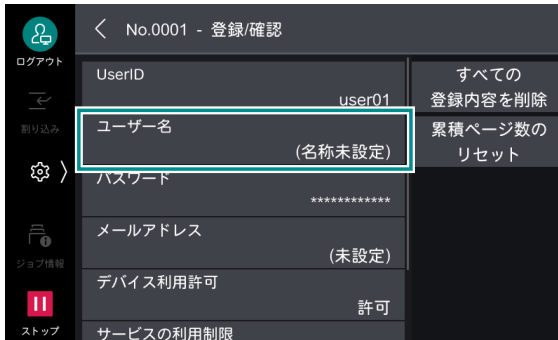 No.0001 - 登録/確認
ログアウト
割り込み
ジョブ情報
ストップ
UserID
user01
ユーザー名
(名称未設定)
パスワード
************
メールアドレス
(未設定)
デバイス利用許可
許可
サービスの利用制限
すべての
登録内容を削除
累積ページ数の
リセット